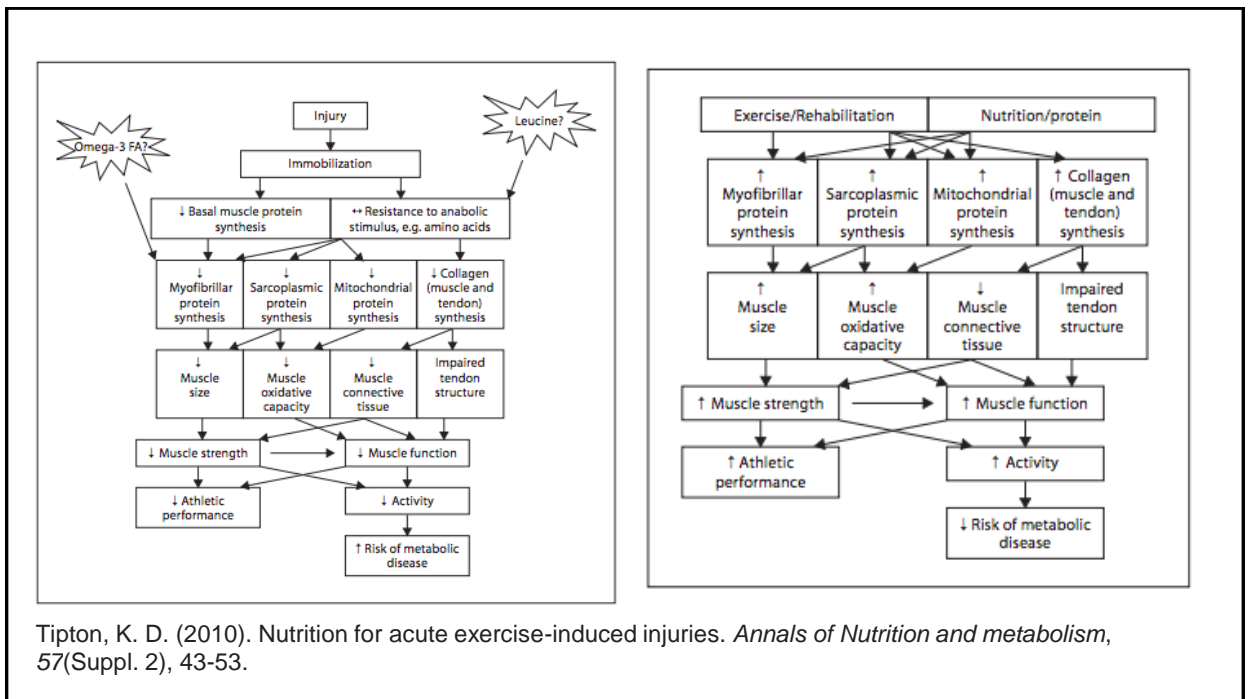 Injury
Leucine?
Omega-3 FA?
Immobilization
↓ Basal muscle protein
synthesis
↔ Resistance to anabolic
stimulus, e.g. amino acids
↓
Myofibrillar
protein
synthesis
↓
Sarcoplasmic
protein
synthesis
↓
Mitochondrial
protein
synthesis
↓ Collagen
(muscle and
tendon)
synthesis
↓
Muscle
size
↓
Muscle
oxidative
capacity
↓
Muscle
connective
tissue
Impaired
tendon
structure
↓ Muscle strength
↓ Muscle function
↓ Athletic
performance
↓ Activity
↑ Risk of metabolic
disease
Exercise/Rehabilitation
Nutrition/protein
↑
Myofibrillar
protein
synthesis
↑
Sarcoplasmic
protein
synthesis
↑
Mitochondrial
protein
synthesis
↑ Collagen
(muscle and
tendon)
synthesis
↑
Muscle
size
↑
Muscle
oxidative
capacity
↓
Muscle
connective
tissue
Impaired
tendon
structure
↑ Muscle strength
↑ Muscle function
↑ Athletic
performance
↑ Activity
↓ Risk of metabolic
disease
Tipton, K. D. (2010). Nutrition for acute exercise-induced injuries. Annals of Nutrition and metabolism,
57(Suppl. 2), 43-53.